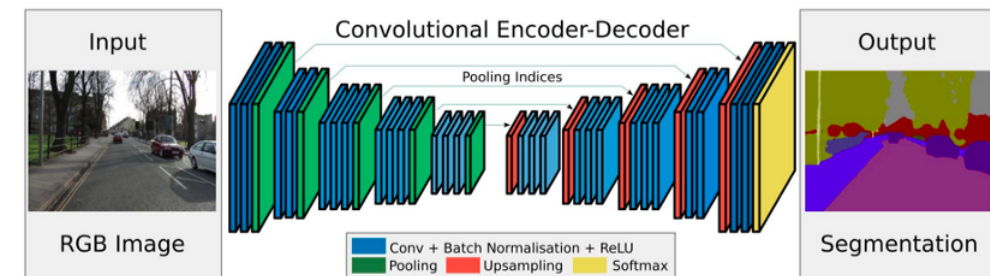 Input
RGB Image
Convolutional Encoder-Decoder
Pooling Indices
Conv + Batch Normalisation + ReLU
Pooling Upsampling Softmax
Output
Segmentation